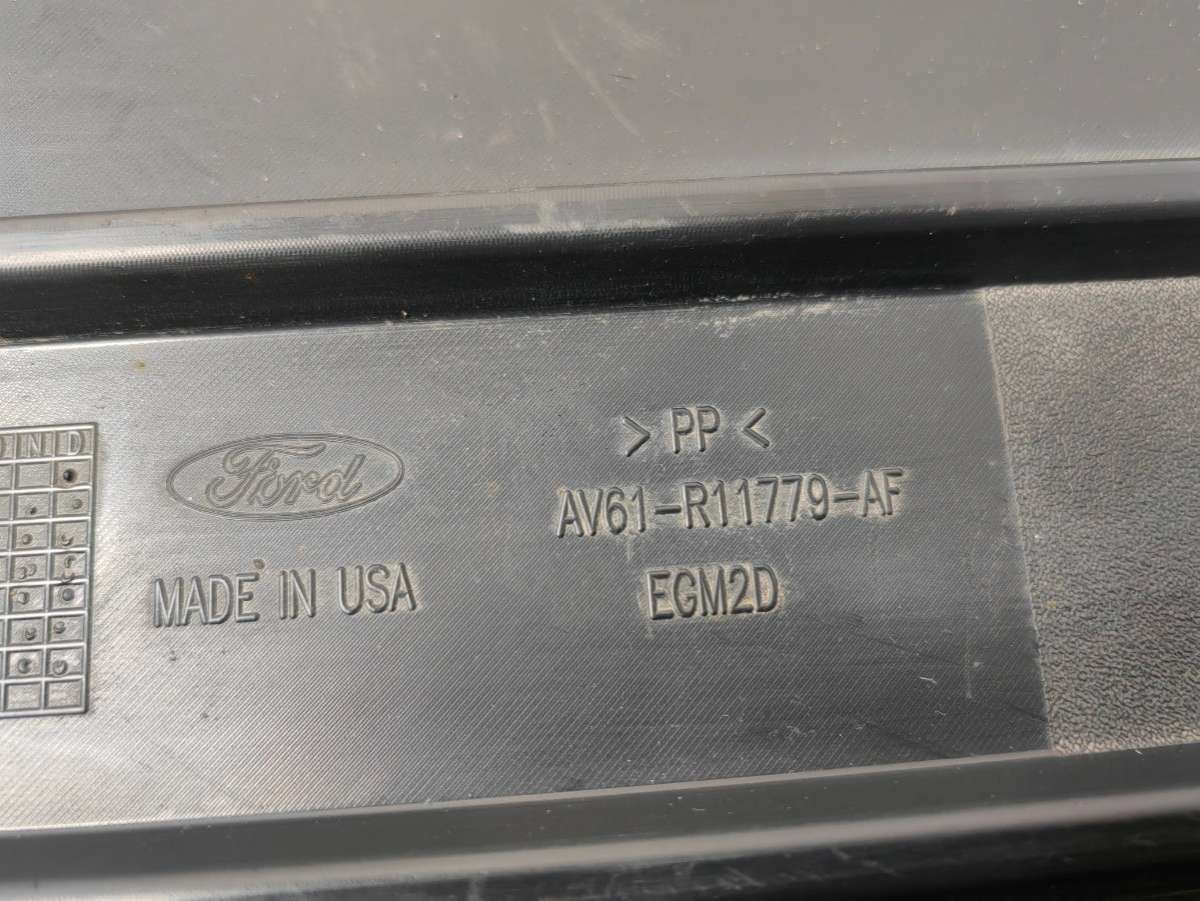 > PP <
Ford
AV61-R11779-AF
MADE IN USA
EGM2D
N D